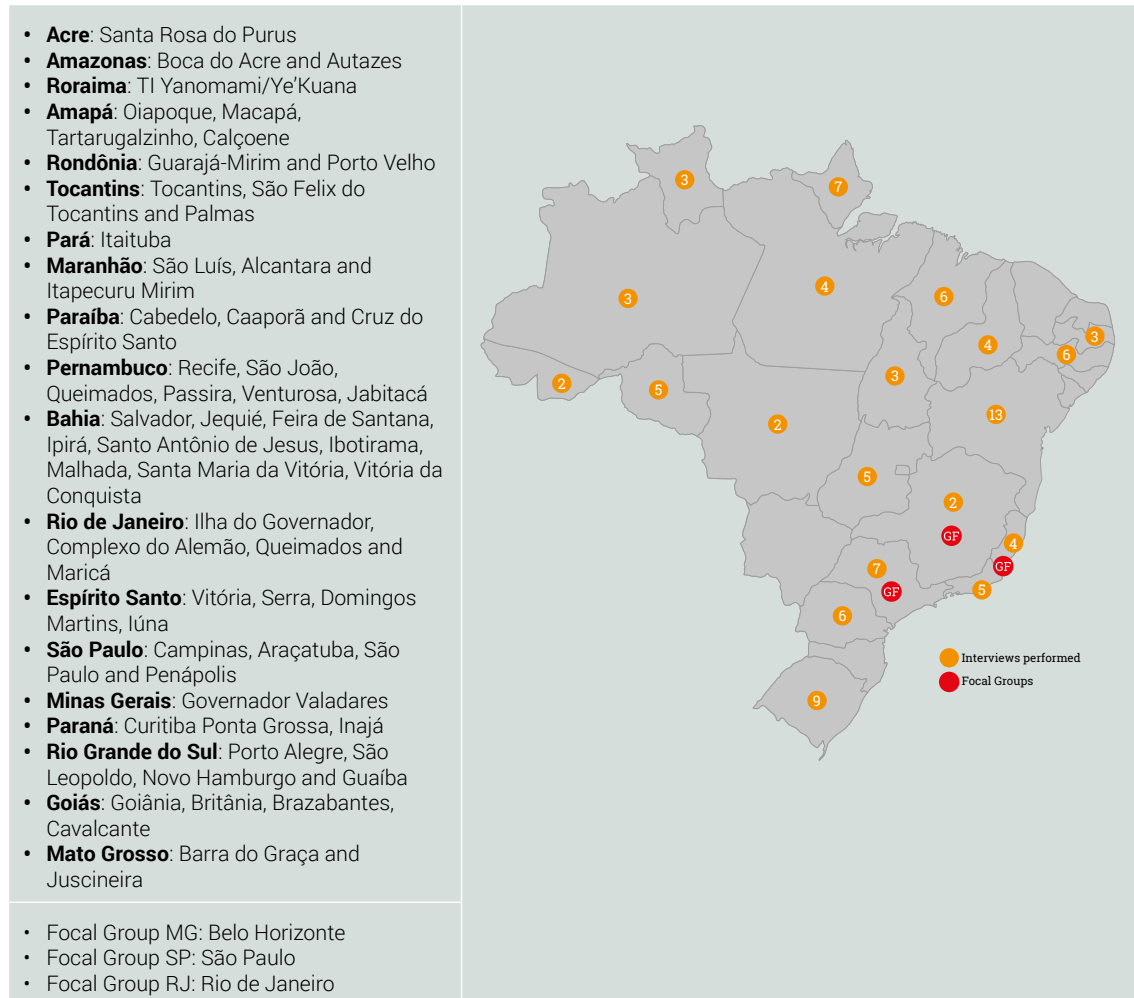 • Acre: Santa Rosa do Purus
• Amazonas: Boca do Acre and Autazes
• Roraima: TI Yanomami/Ye’Kuana
• Amapá: Oiapoque, Macapá,
Tartarugalzinho, Calçoene
• Rondônia: Guarajá-Mirim and Porto Velho
• Tocantins: Tocantins, São Felix do
Tocantins and Palmas
• Pará: Itaituba
• Maranhão: São Luís, Alcantara and
Itapecuru Mirim
• Paraíba: Cabedelo, Caaporã and Cruz do
Espírito Santo
• Pernambuco: Recife, São João,
Queimados, Passira, Venturosa, Jabitacá
• Bahia: Salvador, Jequié, Feira de Santana,
Ipirá, Santo Antônio de Jesus, Ibotirama,
Malhada, Santa Maria da Vitória, Vitória da
Conquista
• Rio de Janeiro: Ilha do Governador,
Complexo do Alemão, Queimados and
Maricá
• Espírito Santo: Vitória, Serra, Domingos
Martins, Iúna
• São Paulo: Campinas, Araçatuba, São
Paulo and Penápolis
• Minas Gerais: Governador Valadares
• Paraná: Curitiba Ponta Grossa, Inajá
• Rio Grande do Sul: Porto Alegre, São
Leopoldo, Novo Hamburgo and Guaíba
• Goiás: Goiânia, Britânia, Brazabantes,
Cavalcante
• Mato Grosso: Barra do Graça and
Juscineira
• Focal Group MG: Belo Horizonte
• Focal Group SP: São Paulo
• Focal Group RJ: Rio de Janeiro
3
7
4
3
6
4
3
6
2
5
3
13
2
5
2
GF
4
GF
7
GF
5
6
9
Interviews performed
Focal Groups